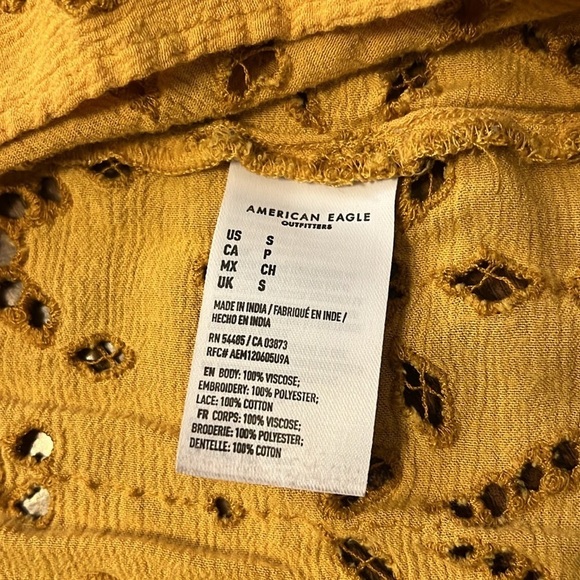 AMERICAN EAGLE
OUTFITTERS
US S
CA P
MX CH
UK S
MADE IN INDIA / FABRIQUÉ EN INDE /
HECHO EN INDIA
RN 54485 / CA 03873
RFC# AEM120605U9A
EN BODY: 100% VISCOSE;
EMBROIDERY: 100% POLYESTER;
LACE: 100% COTTON
FR CORPS: 100% VISCOSE;
BRODERIE: 100% POLYESTER;
DENTELLE: 100% COTON